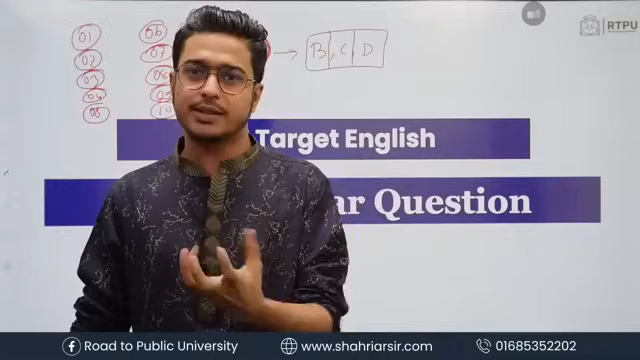 01
02
03
04
05
06
07
08
10
B, C D
RTPU
Target English
ar Question
Road to Public University
www.shahriarsir.com
01685352202